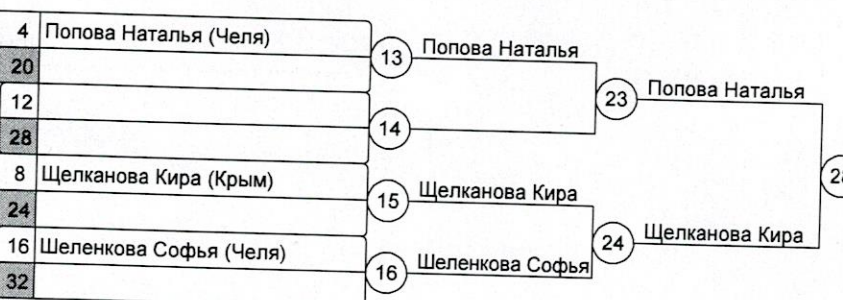 4 Попова Наталья (Челя)
13 Попова Наталья
20
23 Попова Наталья
12
14
28
8 Щелканова Кира (Крым)
15 Щелканова Кира
24
24 Щелканова Кира
16 Шеленкова Софья (Челя)
16 Шеленкова Софья
32